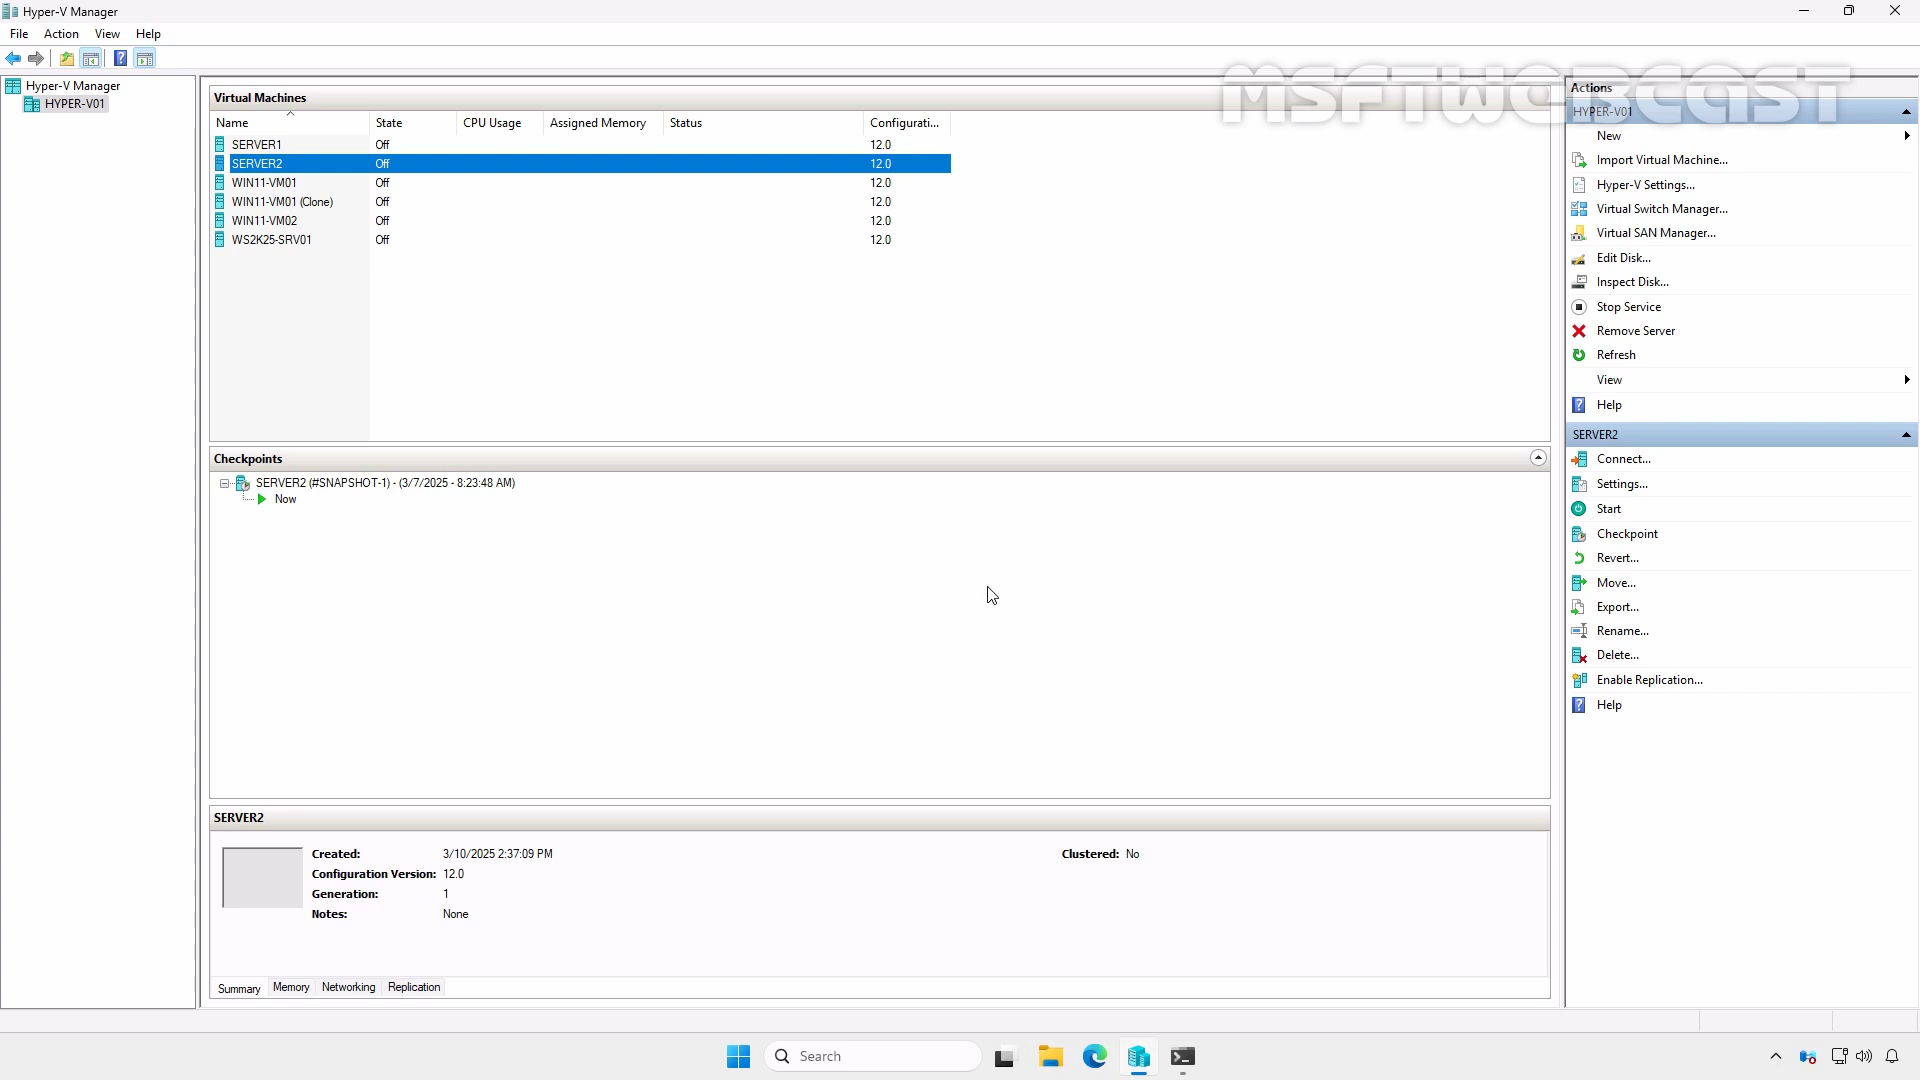 Hyper-V Manager
File Action View Help
Hyper-V Manager
HYPER-V01
Virtual Machines
Name State CPU Usage Assigned Memory Status Configurati...
SERVER1 Off 12.0
SERVER2 Off 12.0
WIN11-VM01 Off 12.0
WIN11-VM01 (Clone) Off 12.0
WIN11-VM02 Off 12.0
WS2K25-SRV01 Off 12.0
Checkpoints
SERVER2 (#SNAPSHOT-1) - (3/7/2025 - 8:23:48 AM)
Now
SERVER2
Created: 3/10/2025 2:37:09 PM Clustered: No
Configuration Version: 12.0
Generation: 1
Notes: None
Summary Memory Networking Replication
MSFTWEBCAST
Actions
HYPER-V01
New
Import Virtual Machine...
Hyper-V Settings...
Virtual Switch Manager...
Virtual SAN Manager...
Edit Disk...
Inspect Disk...
Stop Service
Remove Server
Refresh
View
Help
SERVER2
Connect...
Settings...
Start
Checkpoint
Revert...
Move...
Export...
Rename...
Delete...
Enable Replication...
Help
Search